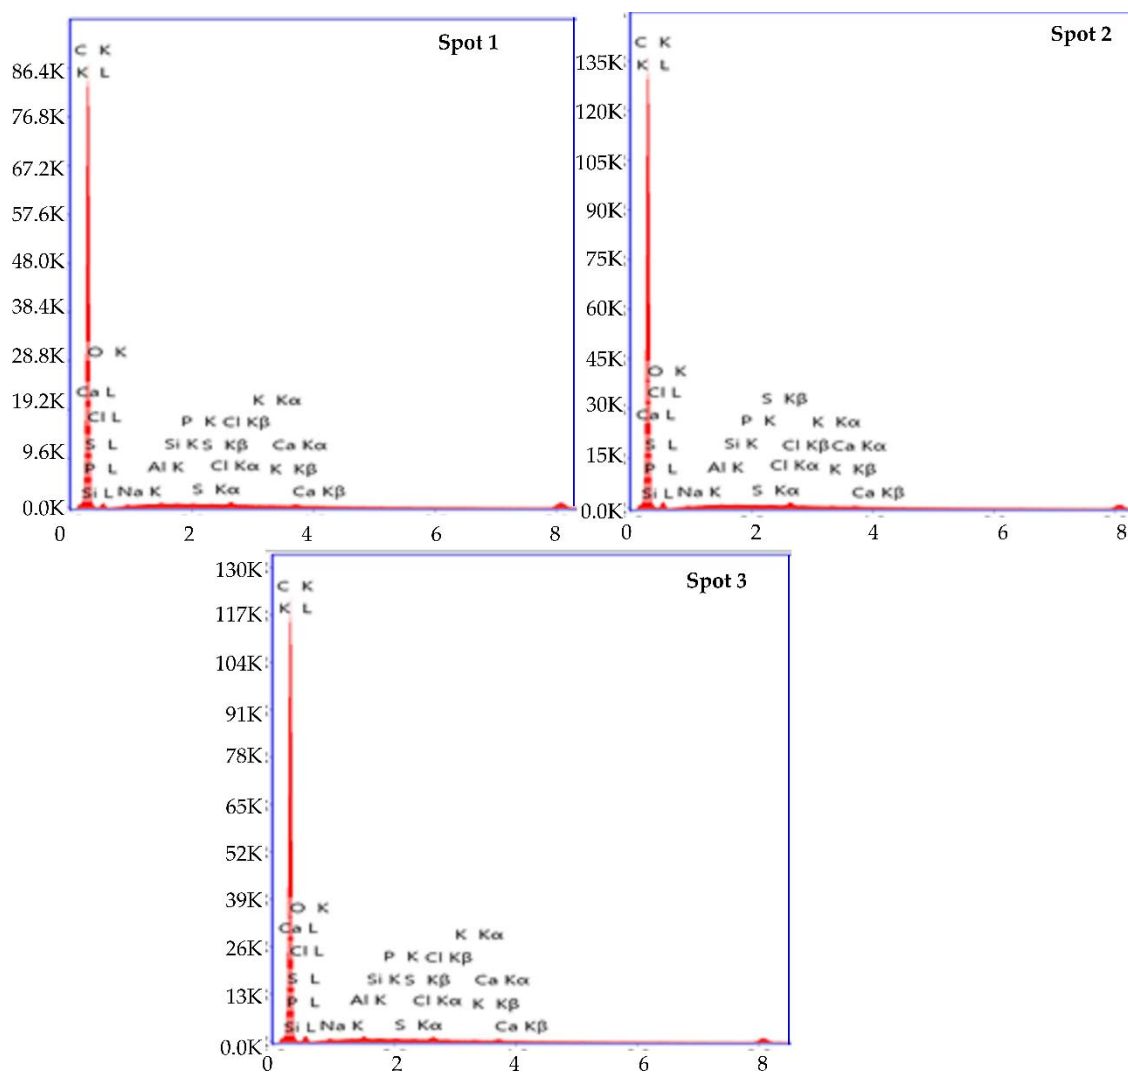 Spot 1
C K
K L
86.4K
76.8K
67.2K
57.6K
48.0K
38.4K
28.8K
19.2K
9.6K
0.0K
O K
Ca L
Cl L
S L
P L
Si L
Na K
Al K
Si K
P K
S Kα
S Kβ
Cl Kα
Cl Kβ
K Kα
K Kβ
Ca Kα
Ca Kβ
0 2 4 6 8
Spot 2
C K
K L
135K
120K
105K
90K
75K
60K
45K
30K
15K
0.0K
O K
Cl L
Ca L
S L
P L
Si L
Na K
Al K
Si K
P K
S Kα
S Kβ
Cl Kα
Cl Kβ
K Kα
K Kβ
Ca Kα
Ca Kβ
0 2 4 6 8
Spot 3
C K
K L
130K
117K
104K
91K
78K
65K
52K
39K
26K
13K
0.0K
O K
Ca L
Cl L
S L
P L
Si L
Na K
Al K
Si K
P K
S Kα
S Kβ
Cl Kα
Cl Kβ
K Kα
K Kβ
Ca Kα
Ca Kβ
0 2 4 6 8